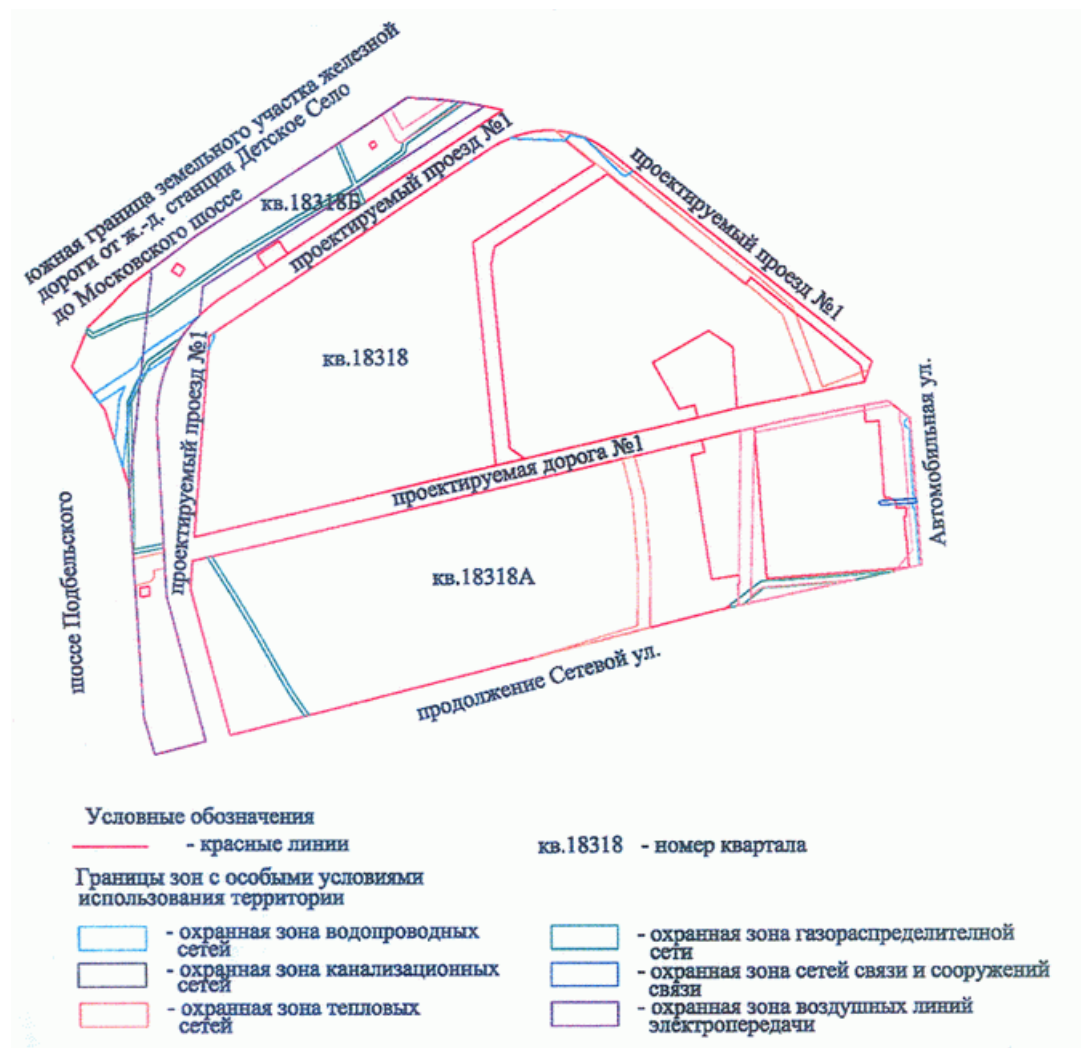 южная граница земельного участка железной
дороги от ж.-д. станции Детское Село
до Московского шоссе
проектируемый проезд №1
проектируемый проезд №1
кв.18318Б
проектируемый проезд №1
кв.18318
проектируемая дорога №1
Автомобильная ул.
шоссе Подбельского
кв.18318А
продолжение Сетевой ул.
Условные обозначения
- красные линии
кв.18318 - номер квартала
Границы зон с особыми условиями
использования территории
- охранная зона водопроводных
сетей
- охранная зона канализационных
сетей
- охранная зона тепловых
сетей
- охранная зона газораспределителной
сети
- охранная зона сетей связи и сооружений
связи
- охранная зона воздушных линий
электропередачи